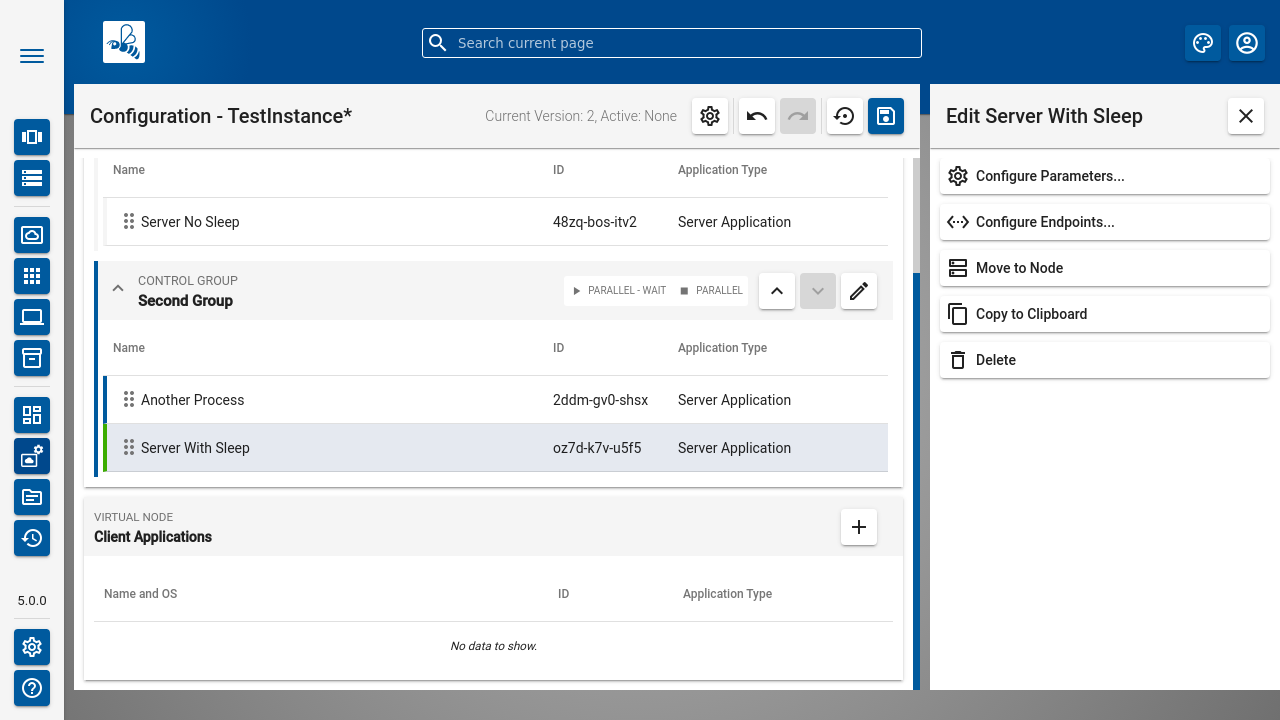 Search current page
Configuration - TestInstance*
Current Version: 2, Active: None
Edit Server With Sleep
Configure Parameters...
Configure Endpoints...
Move to Node
Copy to Clipboard
Delete
Name ID Application Type
Server No Sleep 48zq-bos-itv2 Server Application
CONTROL GROUP
Second Group
PARALLEL - WAIT PARALLEL
Name ID Application Type
Another Process 2ddm-gv0-shsx Server Application
Server With Sleep oz7d-k7v-u5f5 Server Application
VIRTUAL NODE
Client Applications
Name and OS ID Application Type
No data to show.
5.0.0